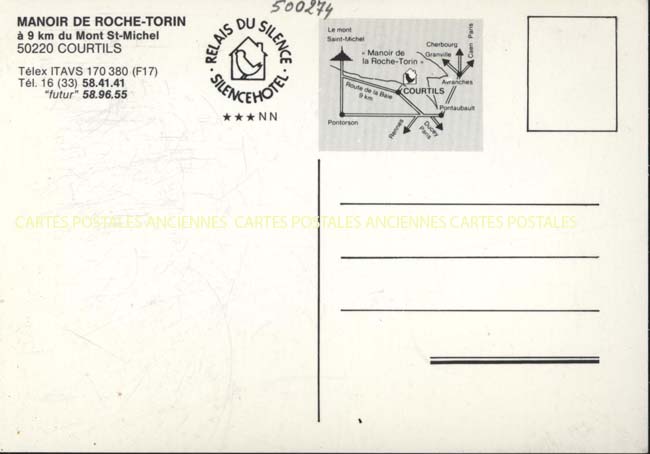 500274
MANOIR DE ROCHE-TORIN
à 9 km du Mont St-Michel
50220 COURTILS
Télex ITAVS 170 380 (F17)
Tél. 16 (33) 58.41.41
"futur" 58.96.55
· RELAIS DU SILENCE ·
SILENCEHOTEL
★★★NN
Le mont
Saint-Michel
« Manoir de
la Roche-Torin »
Cherbourg
Granville
Caen Paris
Avranches
COURTILS
Route de la Baie
9 km
Pontaubault
Pontorson
Rennes
Ducey
Paris
CARTES POSTALES ANCIENNES CARTES POSTALES ANCIENNES CARTES POSTALES